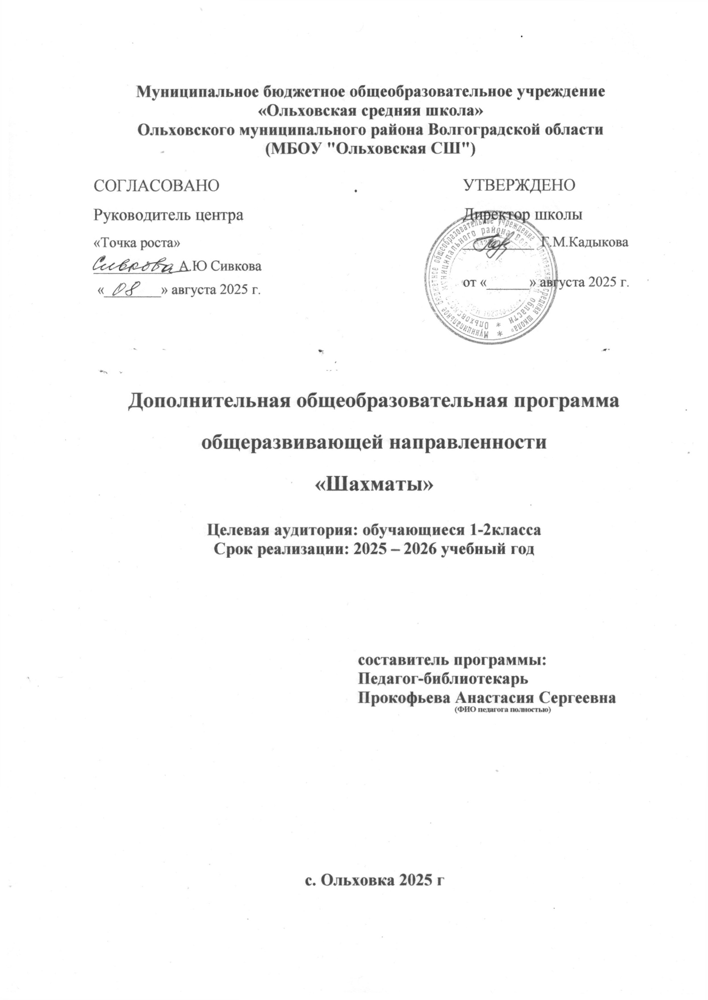 Муниципальное бюджетное общеобразовательное учреждение
«Ольховская средняя школа»
Ольховского муниципального района Волгоградской области
(МБОУ "Ольховская СШ")
СОГЛАСОВАНО
Руководитель центра
«Точка роста»
Сивкова А.Ю Сивкова
«__08__» августа 2025 г.
УТВЕРЖДЕНО
Директор школы
_________ Г.М.Кадыкова
от «______» августа 2025 г.
Муниципальное бюджетное общеобразовательное учреждение «Ольховская средняя школа»
Ольховского муниципального района Волгоградской области
Дополнительная общеобразовательная программа
общеразвивающей направленности
«Шахматы»
Целевая аудитория: обучающиеся 1-2класса
Срок реализации: 2025 – 2026 учебный год
составитель программы:
Педагог-библиотекарь
Прокофьева Анастасия Сергеевна
(ФИО педагога полностью)
с. Ольховка 2025 г